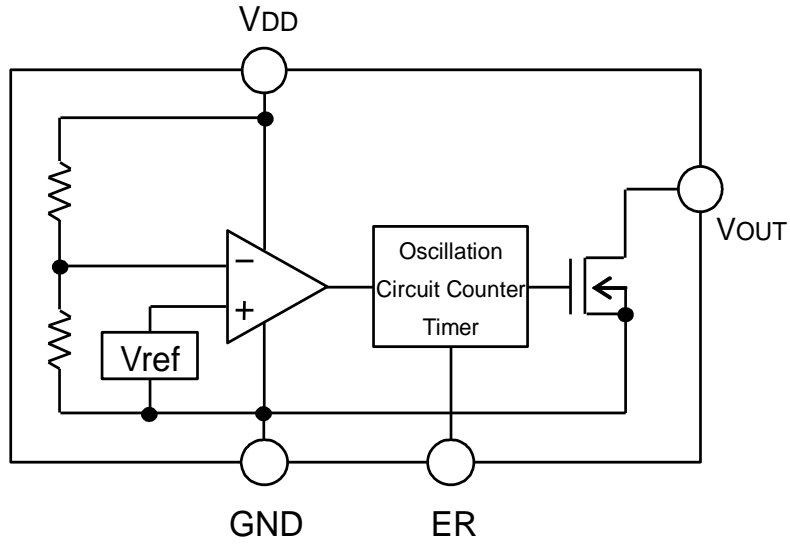 VDD
VOUT
Oscillation
Circuit Counter
Timer
−
+
Vref
GND
ER